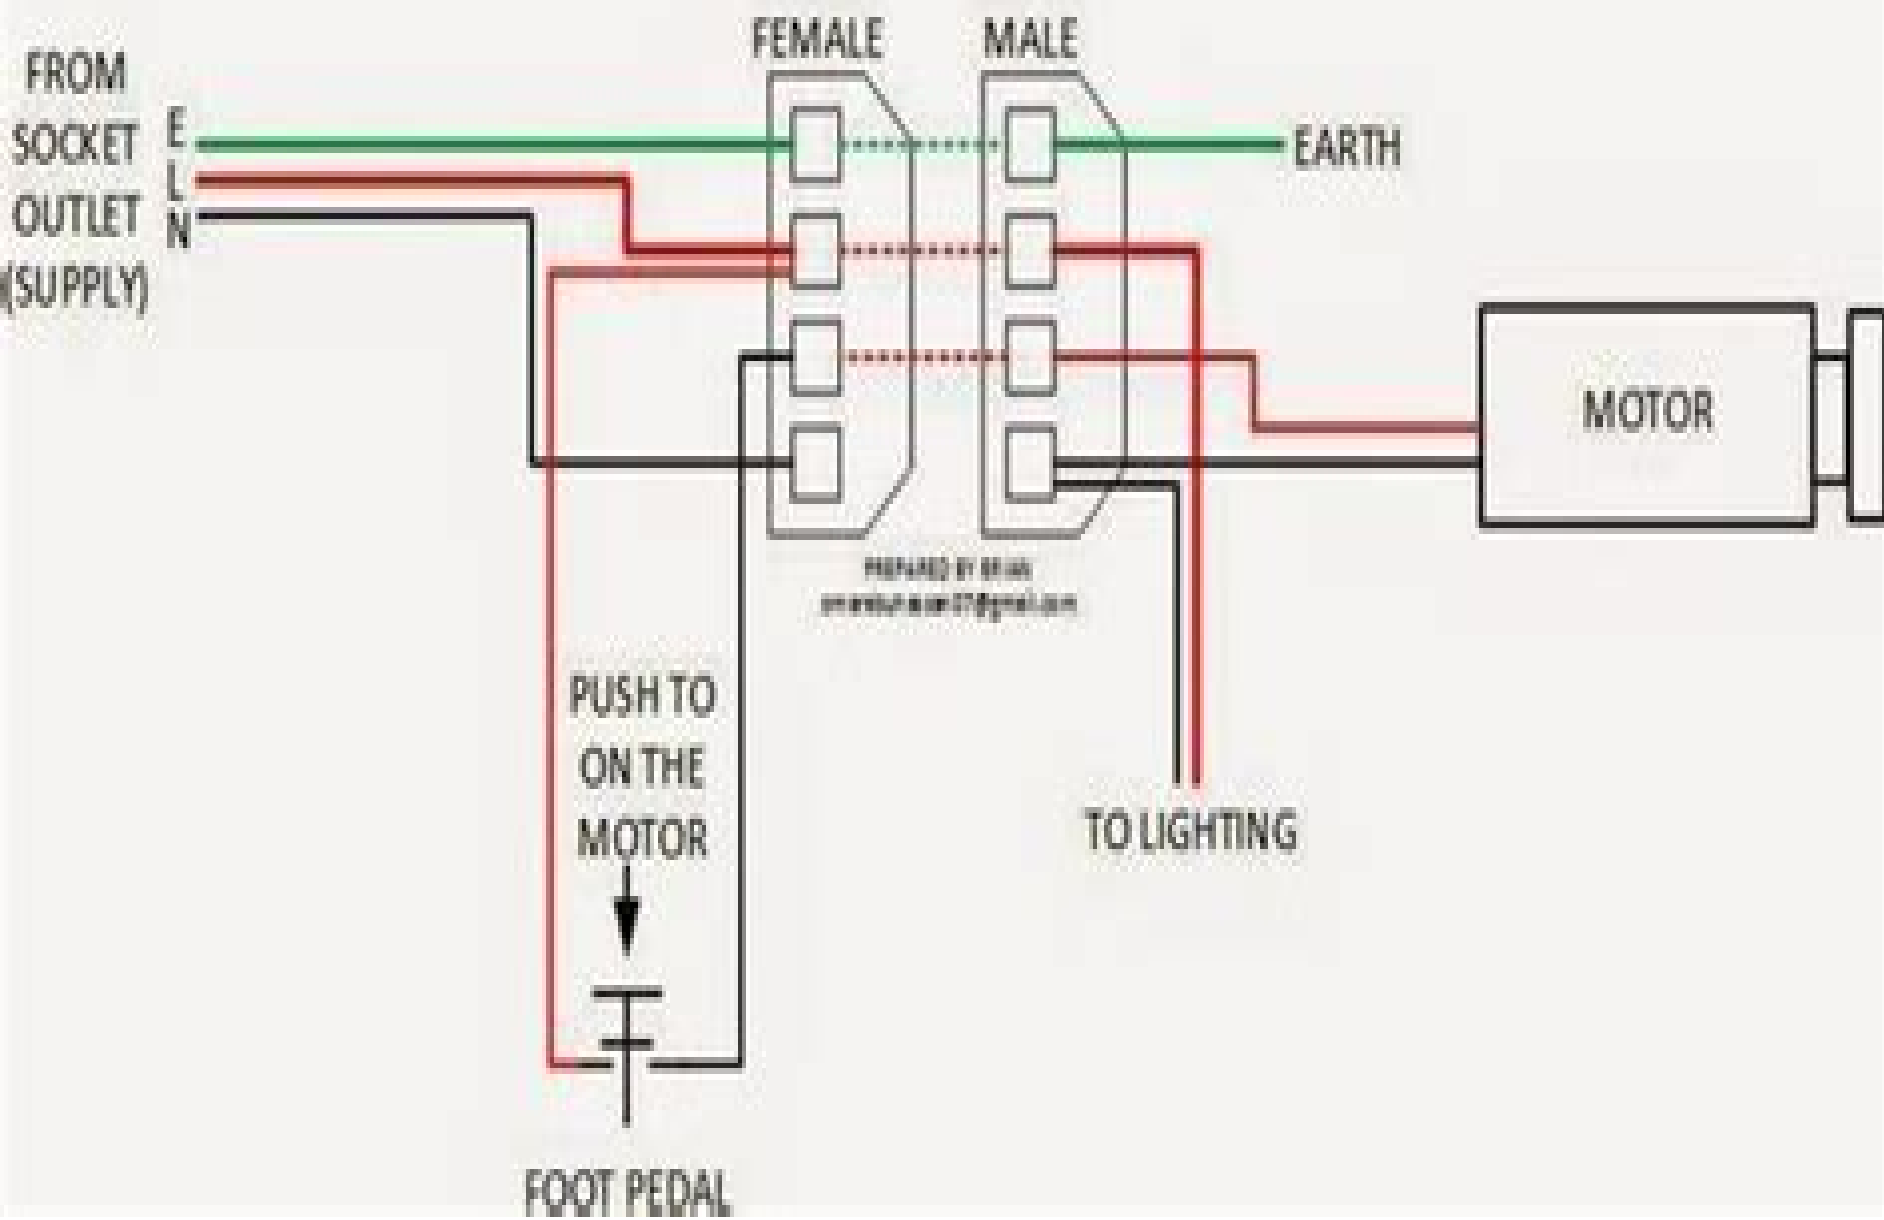 FEMALE
MALE
FROM
SOCKET
OUTLET
(SUPPLY)
E
L
N
EARTH
MOTOR
PREPARED BY
PUSH TO
ON THE
MOTOR
TO LIGHTING
FOOT PEDAL